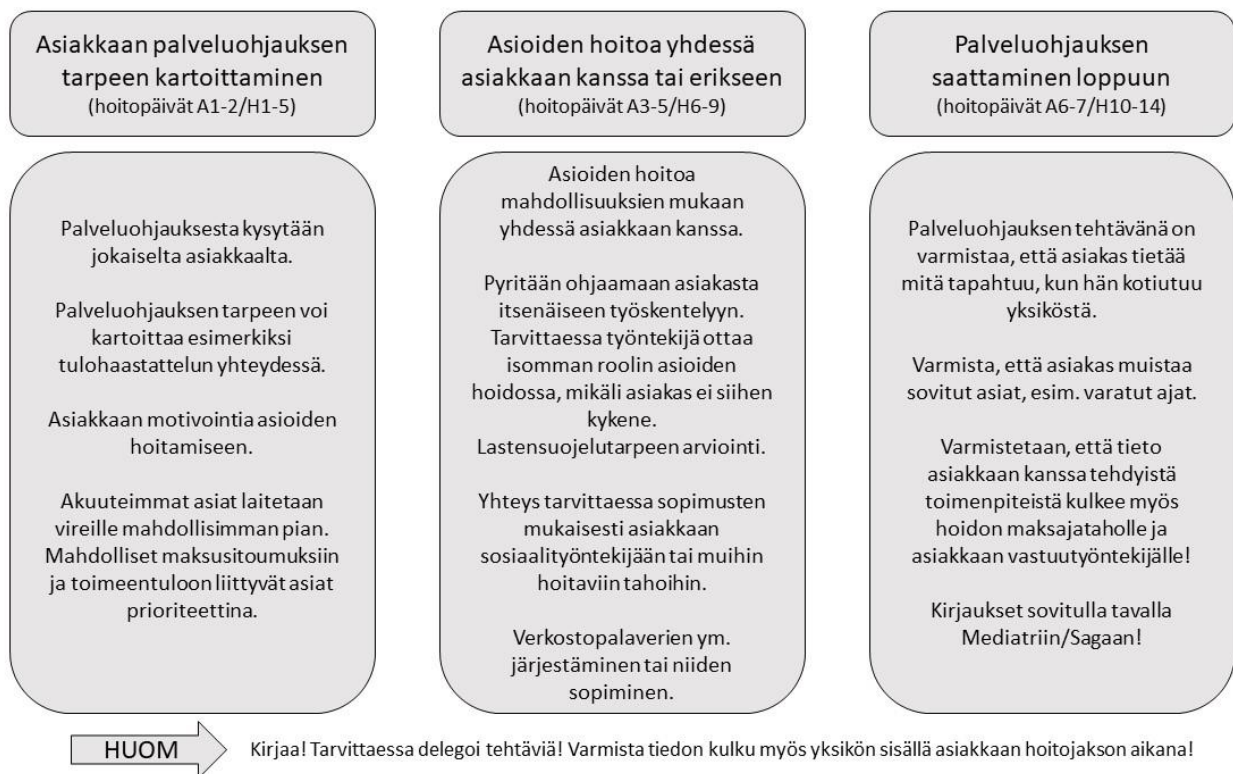 Asiakkaan palveluohjauksen
tarpeen kartoittaminen
(hoitopäivät A1-2/H1-5)
Palveluohjauksesta kysytään
jokaiselta asiakkaalta.
Palveluohjauksen tarpeen voi
kartoittaa esimerkiksi
tulohaastattelun yhteydessä.
Asiakkaan motivointia asioiden
hoitamiseen.
Akuuteimmat asiat laitetaan
vireille mahdollisimman pian.
Mahdolliset maksusitoumuksiin
ja toimeentuloon liittyvät asiat
prioriteettina.
Asioiden hoitoa yhdessä
asiakkaan kanssa tai erikseen
(hoitopäivät A3-5/H6-9)
Asioiden hoitoa
mahdollisuuksien mukaan
yhdessä asiakkaan kanssa.
Pyritään ohjaamaan asiakasta
itsenäiseen työskentelyyn.
Tarvittaessa työntekijä ottaa
isomman roolin asioiden
hoidossa, mikäli asiakas ei siihen
kykene.
Lastensuojelutarpeen arviointi.
Yhteys tarvittaessa sopimusten
mukaisesti asiakkaan
sosiaalityöntekijään tai muihin
hoitaviin tahoihin.
Verkostopalaverien ym.
järjestäminen tai niiden
sopiminen.
Palveluohjauksen
saattaminen loppuun
(hoitopäivät A6-7/H10-14)
Palveluohjauksen tehtävänä on
varmistaa, että asiakas tietää
mitä tapahtuu, kun hän kotiutuu
yksiköstä.
Varmista, että asiakas muistaa
sovitut asiat, esim. varatut ajat.
Varmistetaan, että tieto
asiakkaan kanssa tehdyistä
toimenpiteistä kulkee myös
hoidon maksajataholle ja
asiakkaan vastuutyöntekijälle!
Kirjaukset sovitulla tavalla
Mediatriin/Sagaan!
HUOM
Kirjaa! Tarvittaessa delegoi tehtäviä! Varmista tiedon kulku myös yksikön sisällä asiakkaan hoitojakson aikana!